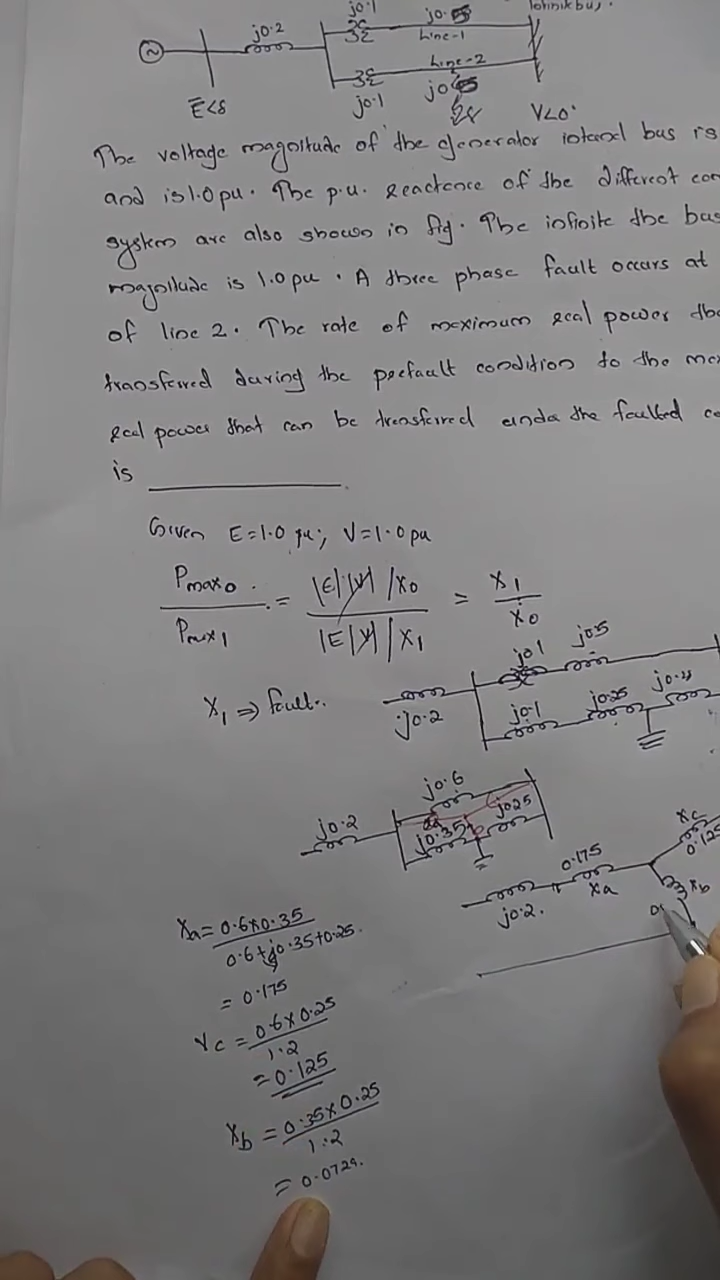 j0.1
j0.5
Infinik bus.
j0.2
Line-1
Line-2
E<δ
j0.1
j0.5
V<0°
The voltage magnitude of the generator intanal bus is
and is 1.0 pu. The p.u. Reactence of the different com
system are also shown in fig. The infinite the bus
magnitude is 1.0 pu. A three phase fault occurs at
of line 2. The rate of maximum real power tha
transferred during the prefault condition to the max
real power that can be transferred under the faulted co
is
Given E=1.0 pu; V=1.0pu
Pmax0 / Pmax1 = |E||V|/X0 / |E||V|/X1 = X1 / X0
X1 ⇒ fault..
j0.1 j0.5
j0.2 j0.1 j0.25
j0.6
j0.2 j0.35 j0.25
Xc
0.125
0.175
j0.2. Xa Xb
Xa = 0.6×0.35 / 0.6+j0.35+0.25
= 0.175
Xc = 0.6×0.25 / 1.2
= 0.125
Xb = 0.35×0.25 / 1.2
= 0.0729.